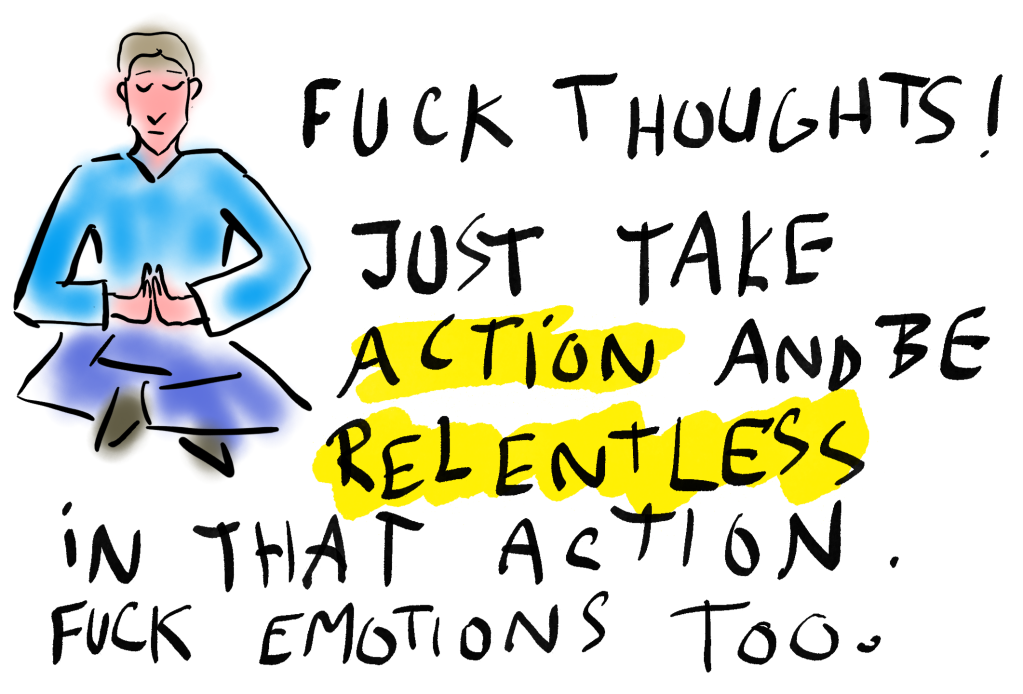 FUCK THOUGHTS!
JUST TAKE
ACTiON AND BE
RELENTLESS
iN THAT ACTION.
FUCK EMOTIONS TOO.